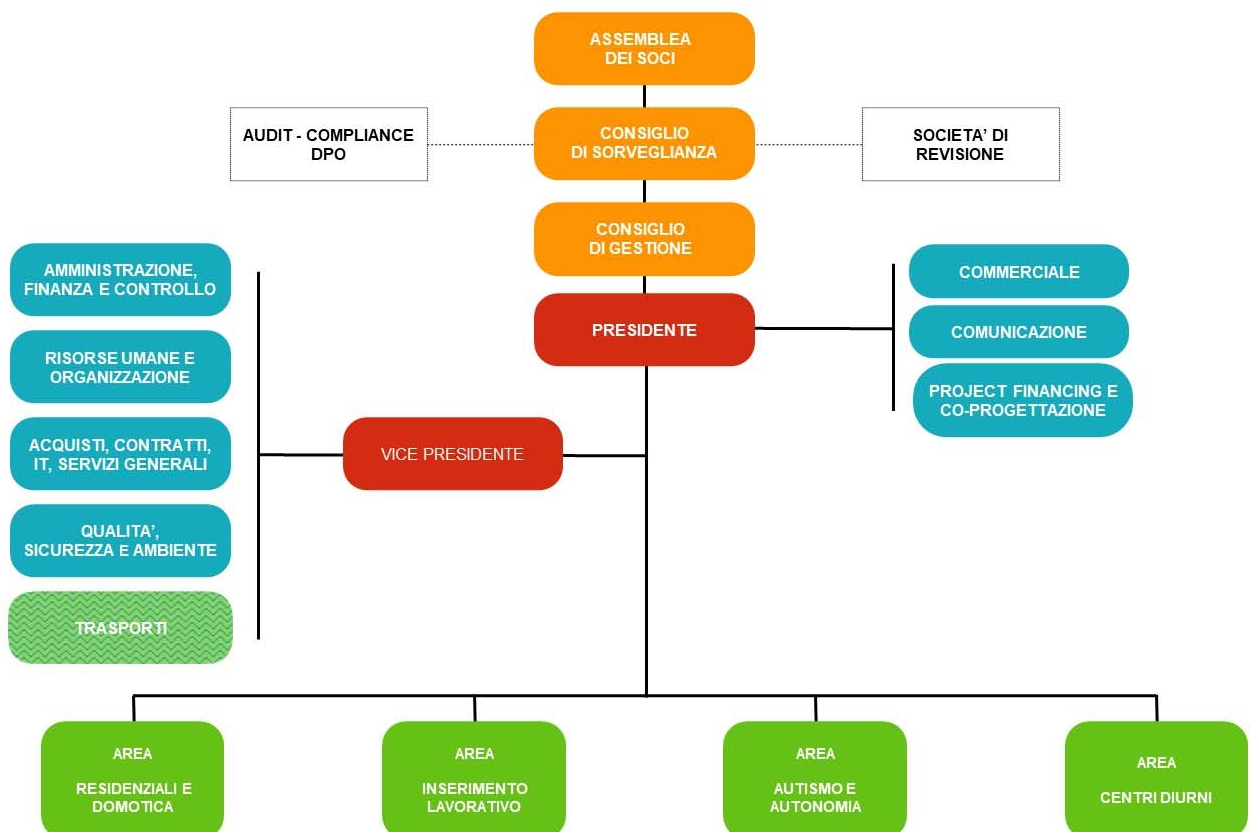 ASSEMBLEA
DEI SOCI
AUDIT - COMPLIANCE
DPO
CONSIGLIO
DI SORVEGLIANZA
SOCIETA' DI
REVISIONE
CONSIGLIO
DI GESTIONE
AMMINISTRAZIONE,
FINANZA E CONTROLLO
RISORSE UMANE E
ORGANIZZAZIONE
ACQUISTI, CONTRATTI,
IT, SERVIZI GENERALI
QUALITA',
SICUREZZA E AMBIENTE
TRASPORTI
PRESIDENTE
VICE PRESIDENTE
COMMERCIALE
COMUNICAZIONE
PROJECT FINANCING E
CO-PROGETTAZIONE
AREA
RESIDENZIALI E
DOMOTICA
AREA
INSERIMENTO
LAVORATIVO
AREA
AUTISMO E
AUTONOMIA
AREA
CENTRI DIURNI